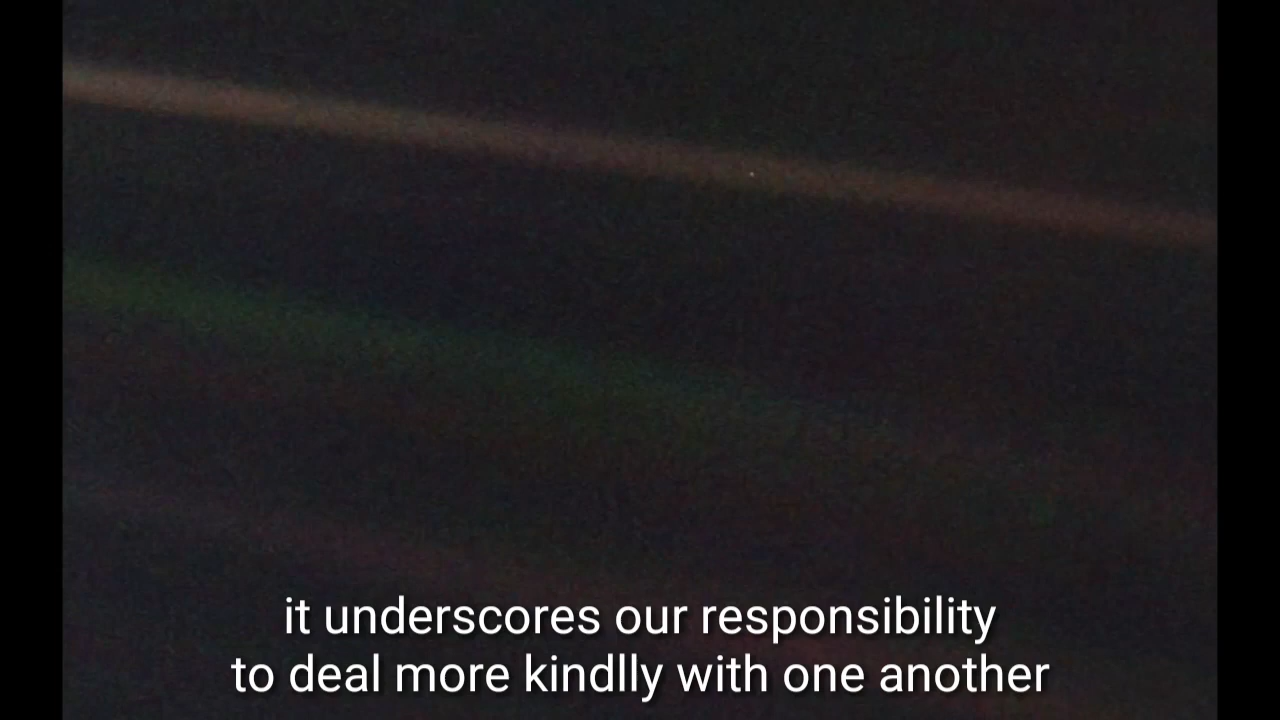 it underscores our responsibility
to deal more kindlly with one another